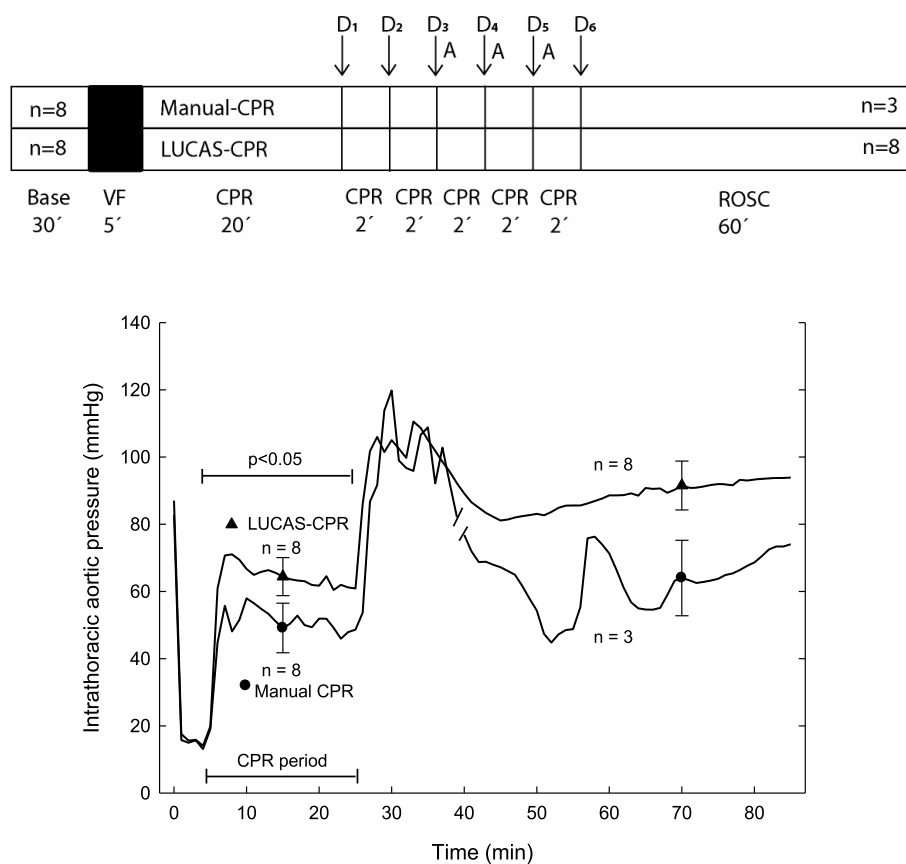 D₁ D₂ D₃ D₄ D₅ D₆
A A A
n=8 Manual-CPR n=3
n=8 LUCAS-CPR n=8
Base VF CPR CPR CPR CPR CPR CPR ROSC
30´ 5´ 20´ 2´ 2´ 2´ 2´ 2´ 60´
Intrathoracic aortic pressure (mmHg)
140
120
100
80
60
40
20
0
p<0.05
LUCAS-CPR
n = 8
n = 8
Manual CPR
CPR period
n = 8
n = 3
0 10 20 30 40 50 60 70 80
Time (min)